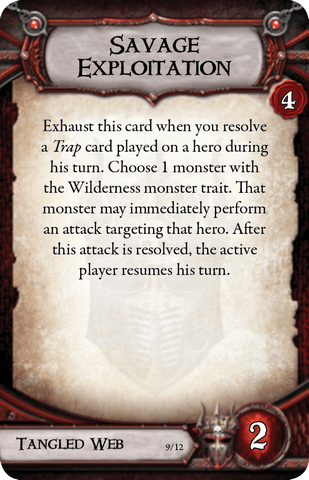 Savage
Exploitation
4
Exhaust this card when you resolve
a Trap card played on a hero during
his turn. Choose 1 monster with
the Wilderness monster trait. That
monster may immediately perform
an attack targeting that hero. After
this attack is resolved, the active
player resumes his turn.
Tangled Web
9/12
2